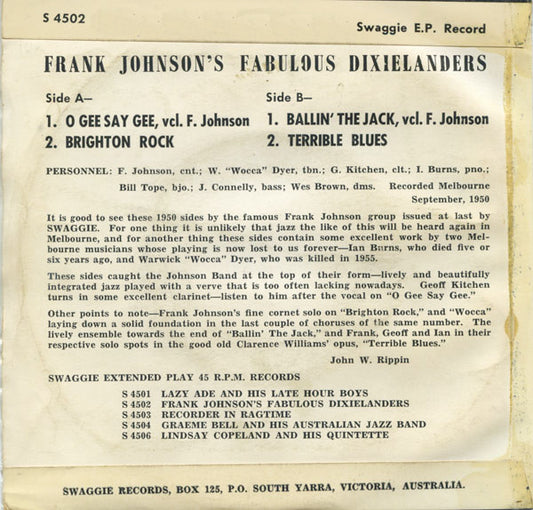 S 4502
Swaggie E.P. Record
FRANK JOHNSON'S FABULOUS DIXIELANDERS
Side A—
1. O GEE SAY GEE, vcl. F. Johnson
2. BRIGHTON ROCK
Side B—
1. BALLIN' THE JACK, vcl. F. Johnson
2. TERRIBLE BLUES
PERSONNEL: F. Johnson, cnt.; W. "Wocca" Dyer, tbn.; G. Kitchen, clt.; I. Burns, pno.;
Bill Tope, bjo.; J. Connelly, bass; Wes Brown, dms. Recorded Melbourne
September, 1950
It is good to see these 1950 sides by the famous Frank Johnson group issued at last by
SWAGGIE. For one thing it is unlikely that jazz the like of this will be heard again in
Melbourne, and for another thing these sides contain some excellent work by two Mel-
bourne musicians whose playing is now lost to us forever—Ian Burns, who died five or
six years ago, and Warwick "Wocca" Dyer, who was killed in 1955.
These sides caught the Johnson Band at the top of their form—lively and beautifully
integrated jazz played with a verve that is too often lacking nowadays. Geoff Kitchen
turns in some excellent clarinet—listen to him after the vocal on "O Gee Say Gee."
Other points to note—Frank Johnson's fine cornet solo on "Brighton Rock," and "Wocca"
laying down a solid foundation in the last couple of choruses of the same number. The
lively ensemble towards the end of "Ballin' The Jack," and Frank, Geoff and Ian in their
respective solo spots in the good old Clarence Williams' opus, "Terrible Blues."
John W. Rippin
SWAGGIE EXTENDED PLAY 45 R.P.M. RECORDS
S 4501 LAZY ADE AND HIS LATE HOUR BOYS
S 4502 FRANK JOHNSON'S FABULOUS DIXIELANDERS
S 4503 RECORDER IN RAGTIME
S 4504 GRAEME BELL AND HIS AUSTRALIAN JAZZ BAND
S 4506 LINDSAY COPELAND AND HIS QUINTETTE
SWAGGIE RECORDS, BOX 125, P.O. SOUTH YARRA, VICTORIA, AUSTRALIA.